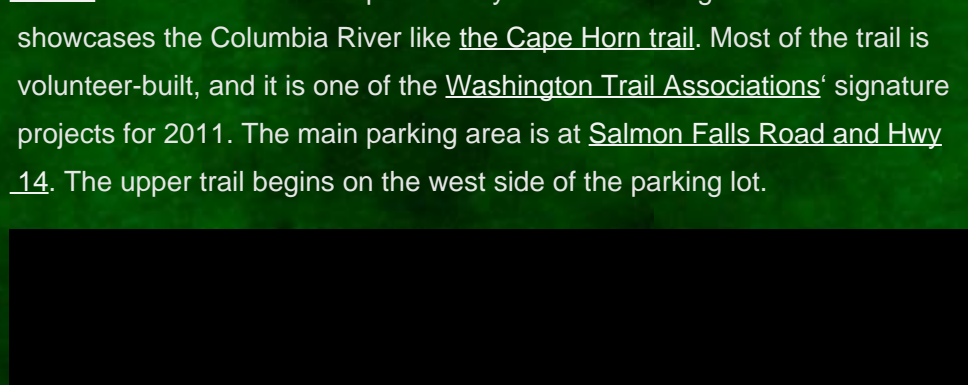 showcases the Columbia River like the Cape Horn trail. Most of the trail is
volunteer-built, and it is one of the Washington Trail Associations‘ signature
projects for 2011. The main parking area is at Salmon Falls Road and Hwy
14. The upper trail begins on the west side of the parking lot.